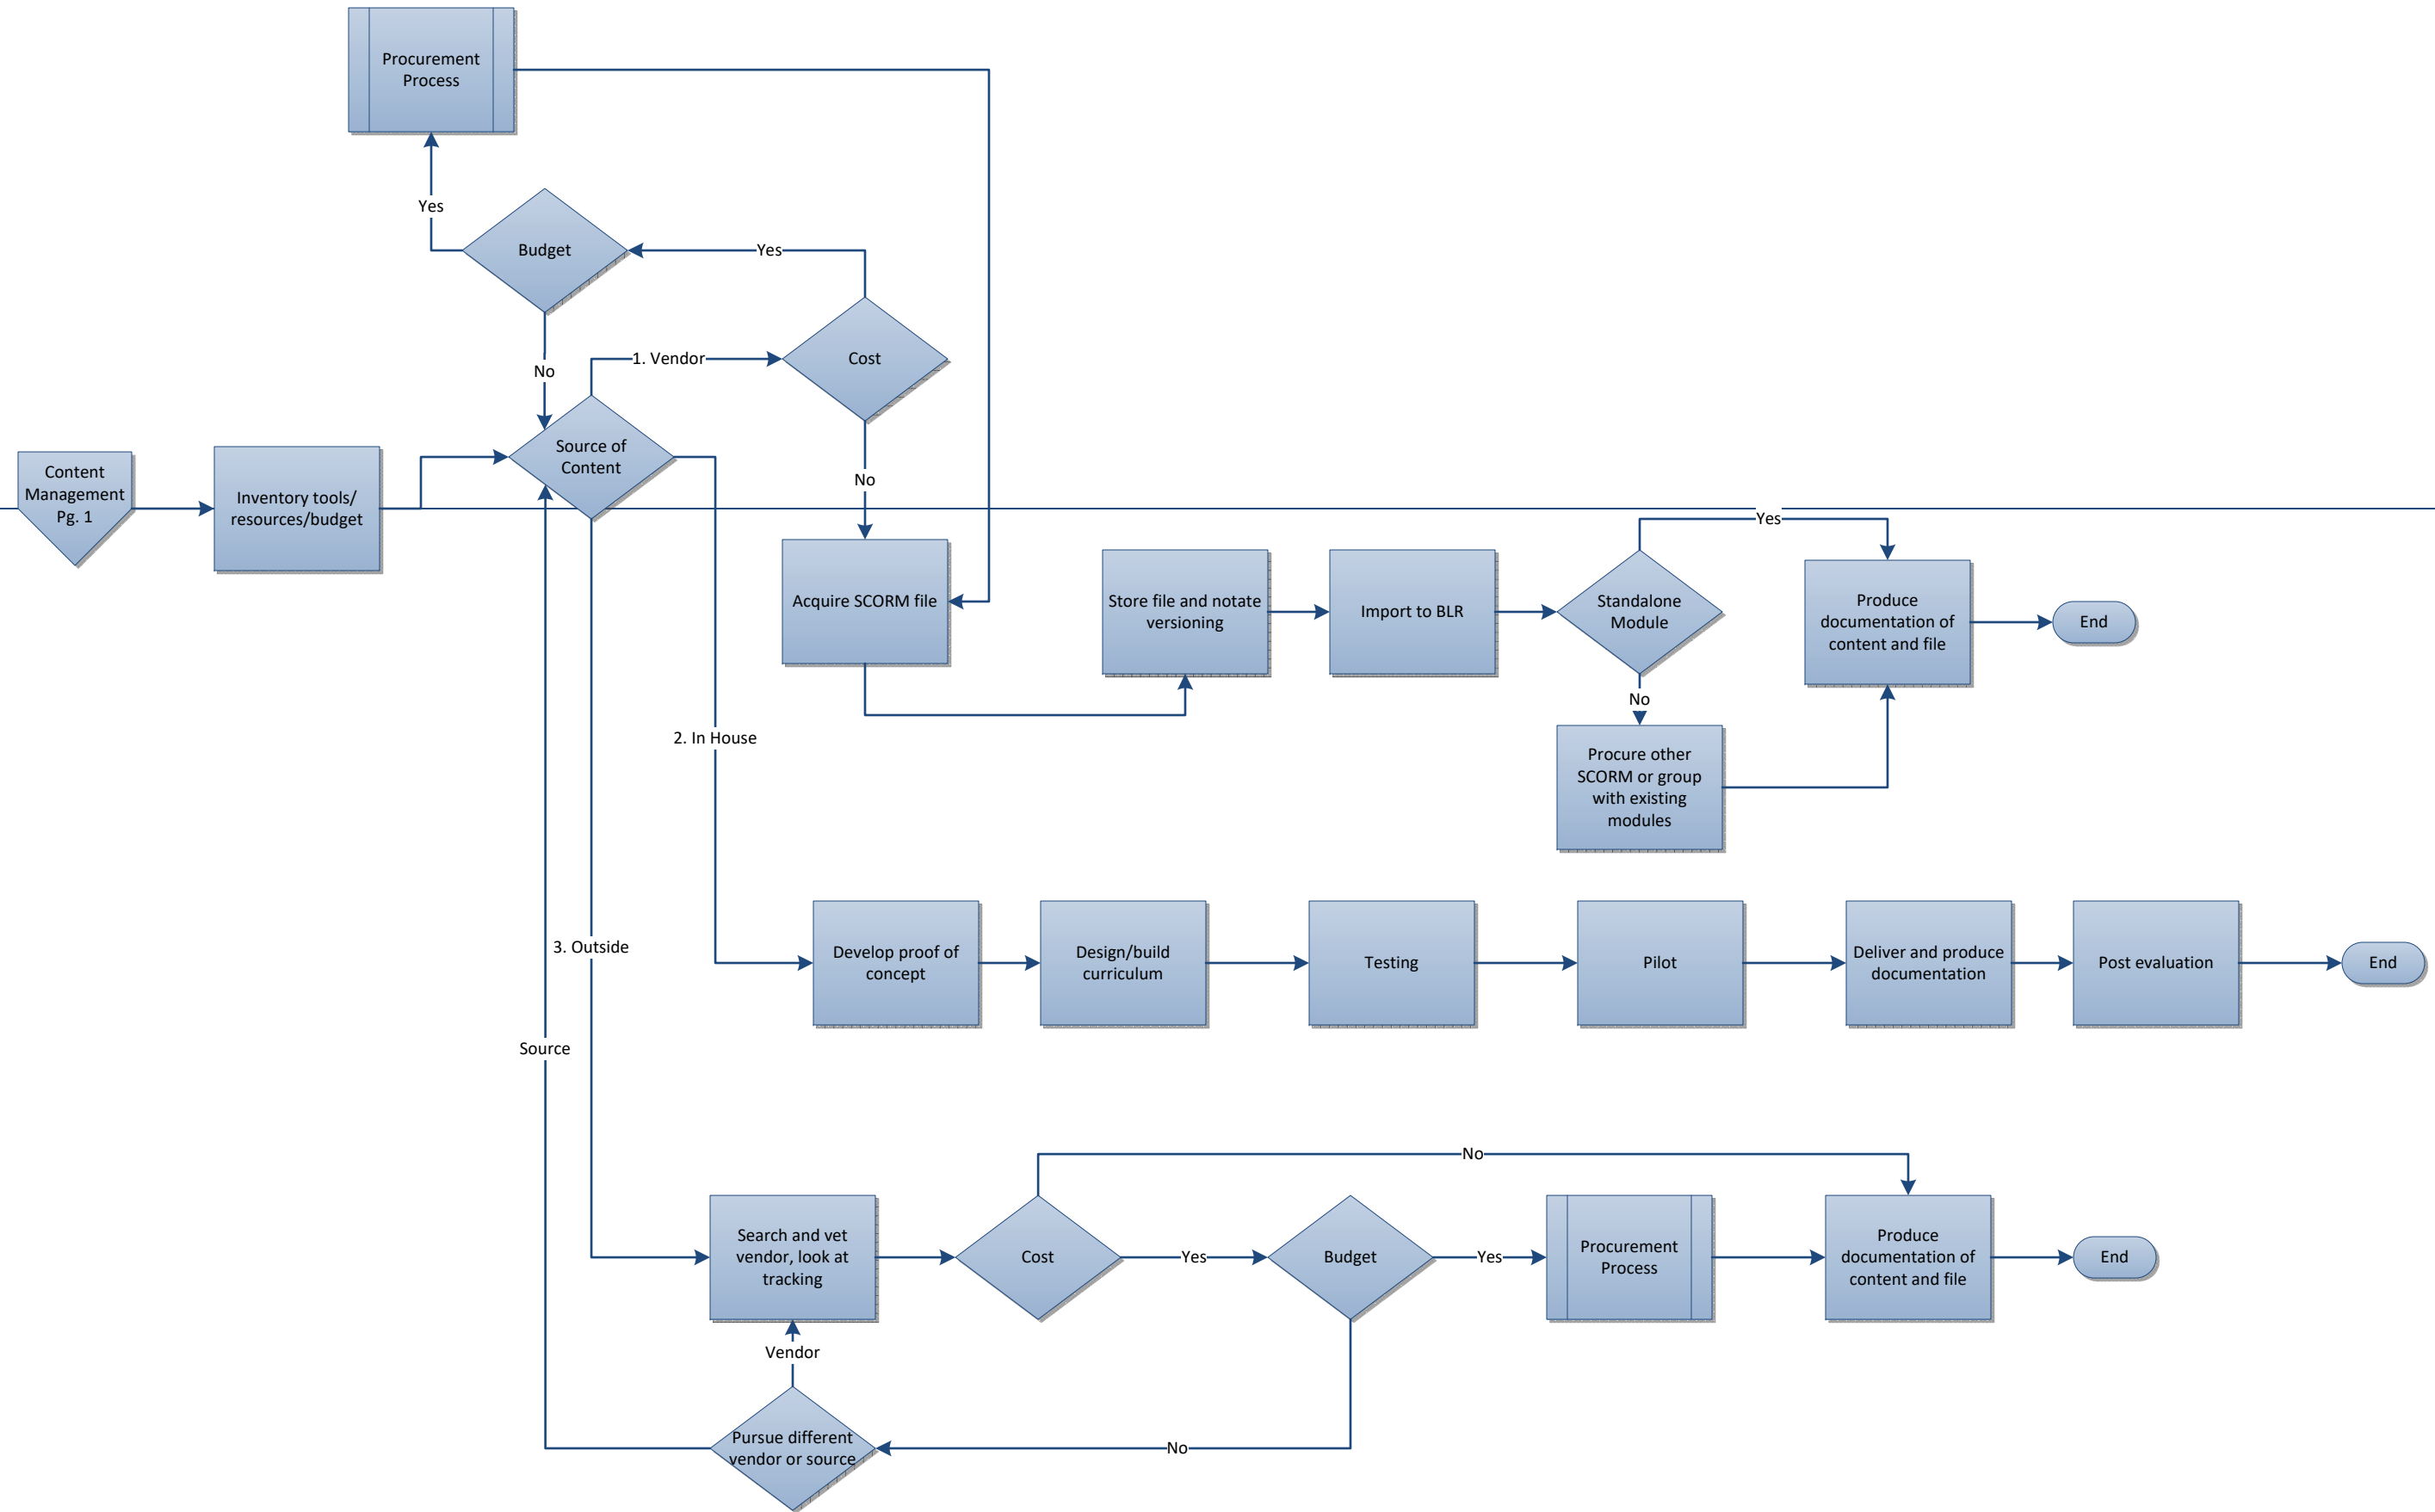 Procurement
Process
Yes
Budget
Yes
No
1. Vendor
Cost
Source of
Content
Content
Management
Pg. 1
Inventory tools/
resources/budget
No
Yes
Acquire SCORM file
Store file and notate
versioning
Import to BLR
Standalone
Module
Produce
documentation of
content and file
End
No
2. In House
Procure other
SCORM or group
with existing
modules
3. Outside
Develop proof of
concept
Design/build
curriculum
Testing
Pilot
Deliver and produce
documentation
Post evaluation
End
Source
No
Search and vet
vendor, look at
tracking
Cost
Yes
Budget
Yes
Procurement
Process
Produce
documentation of
content and file
End
Vendor
Pursue different
vendor or source
No